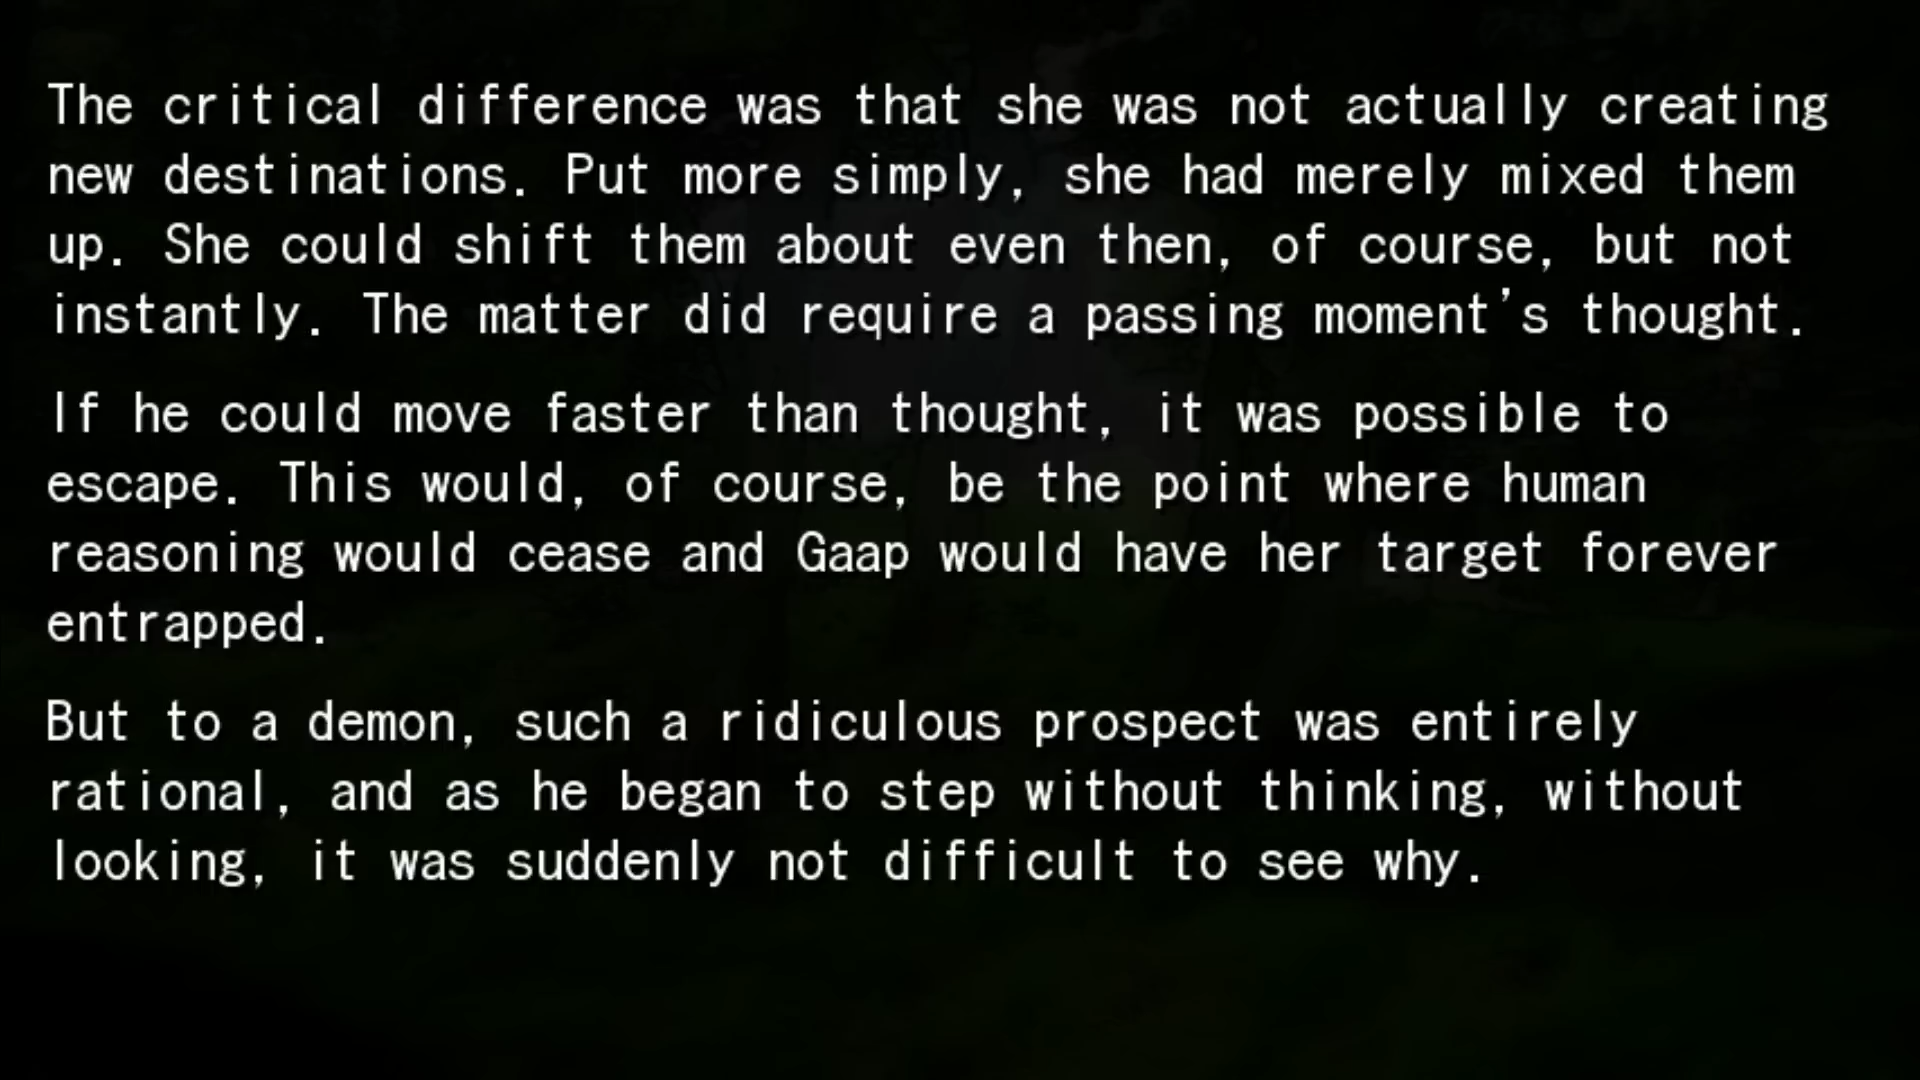 The critical difference was that she was not actually creating
new destinations. Put more simply, she had merely mixed them
up. She could shift them about even then, of course, but not
instantly. The matter did require a passing moment's thought.
If he could move faster than thought, it was possible to
escape. This would, of course, be the point where human
reasoning would cease and Gaap would have her target forever
entrapped.
But to a demon, such a ridiculous prospect was entirely
rational, and as he began to step without thinking, without
looking, it was suddenly not difficult to see why.